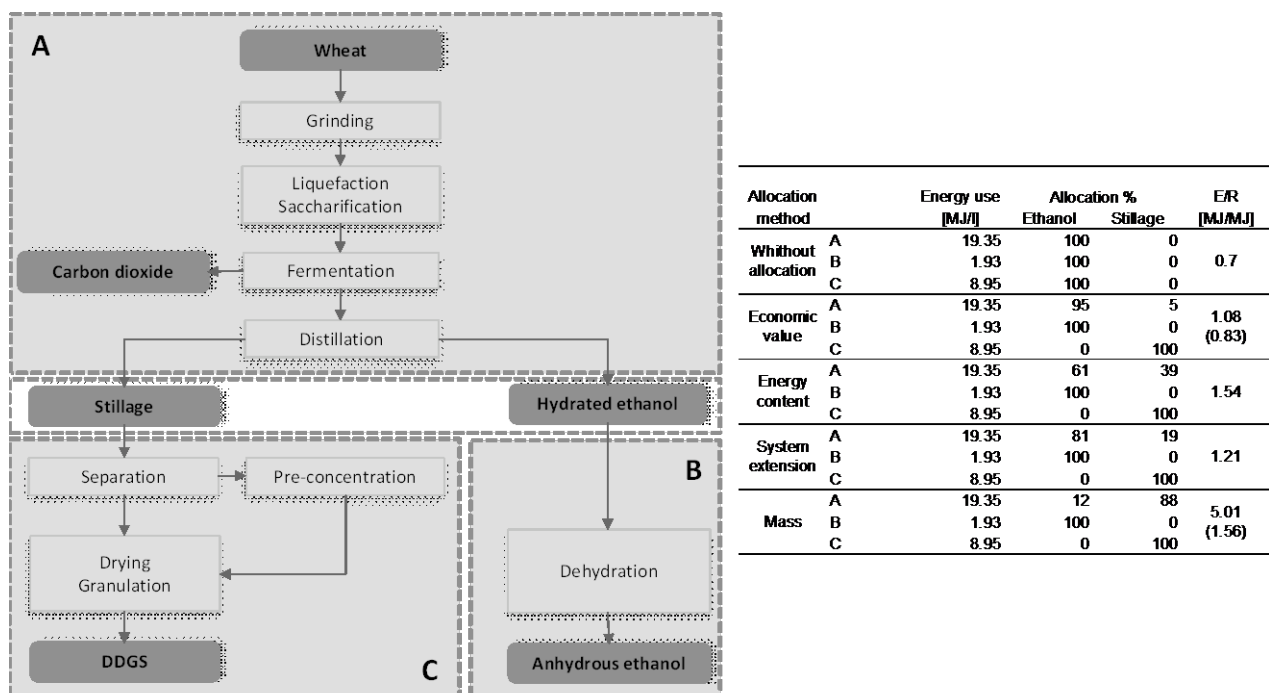 A
Wheat
Grinding
Liquefaction
Saccharification
Carbon dioxide
Fermentation
Distillation
Stillage
Hydrated ethanol
Separation
Pre-concentration
B
Drying
Granulation
Dehydration
DDGS
C
Anhydrous ethanol
Allocation method Energy use [MJ/l] Allocation % Ethanol Stillage E/R [MJ/MJ]
Whithout allocation A 19.35 100 0 0.7
B 1.93 100 0
C 8.95 100 0
Economic value A 19.35 95 5 1.08 (0.83)
B 1.93 100 0
C 8.95 0 100
Energy content A 19.35 61 39 1.54
B 1.93 100 0
C 8.95 0 100
System extension A 19.35 81 19 1.21
B 1.93 100 0
C 8.95 0 100
Mass A 19.35 12 88 5.01 (1.56)
B 1.93 100 0
C 8.95 0 100